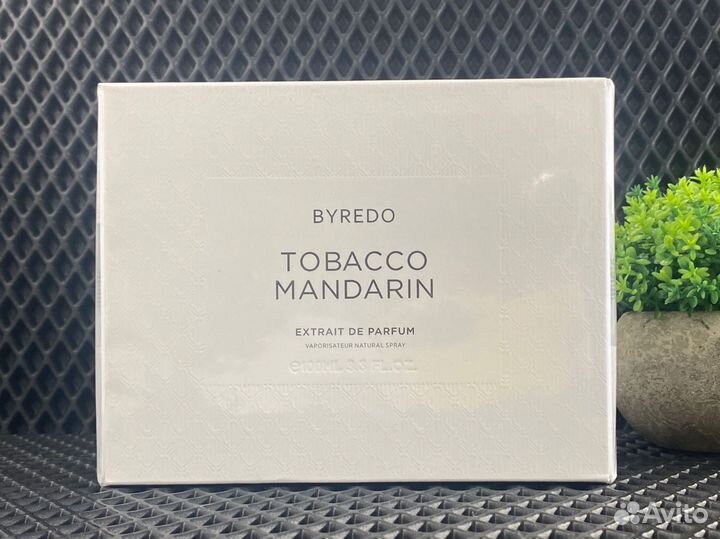 BYREDO
TOBACCO
MANDARIN
EXTRAIT DE PARFUM
VAPORISATEUR NATURAL SPRAY
℮100ML 3.3 FL.OZ.
Avito